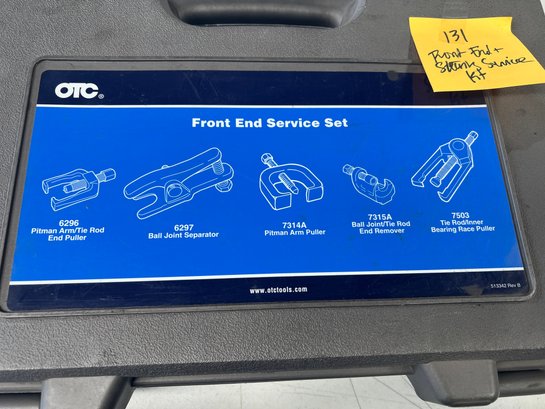 131
Front End +
Service
Kit
OTC®
Front End Service Set
6296
Pitman Arm/Tie Rod
End Puller
6297
Ball Joint Separator
7314A
Pitman Arm Puller
7315A
Ball Joint/Tie Rod
End Remover
7503
Tie Rod/Inner
Bearing Race Puller
www.otctools.com
513342 Rev B